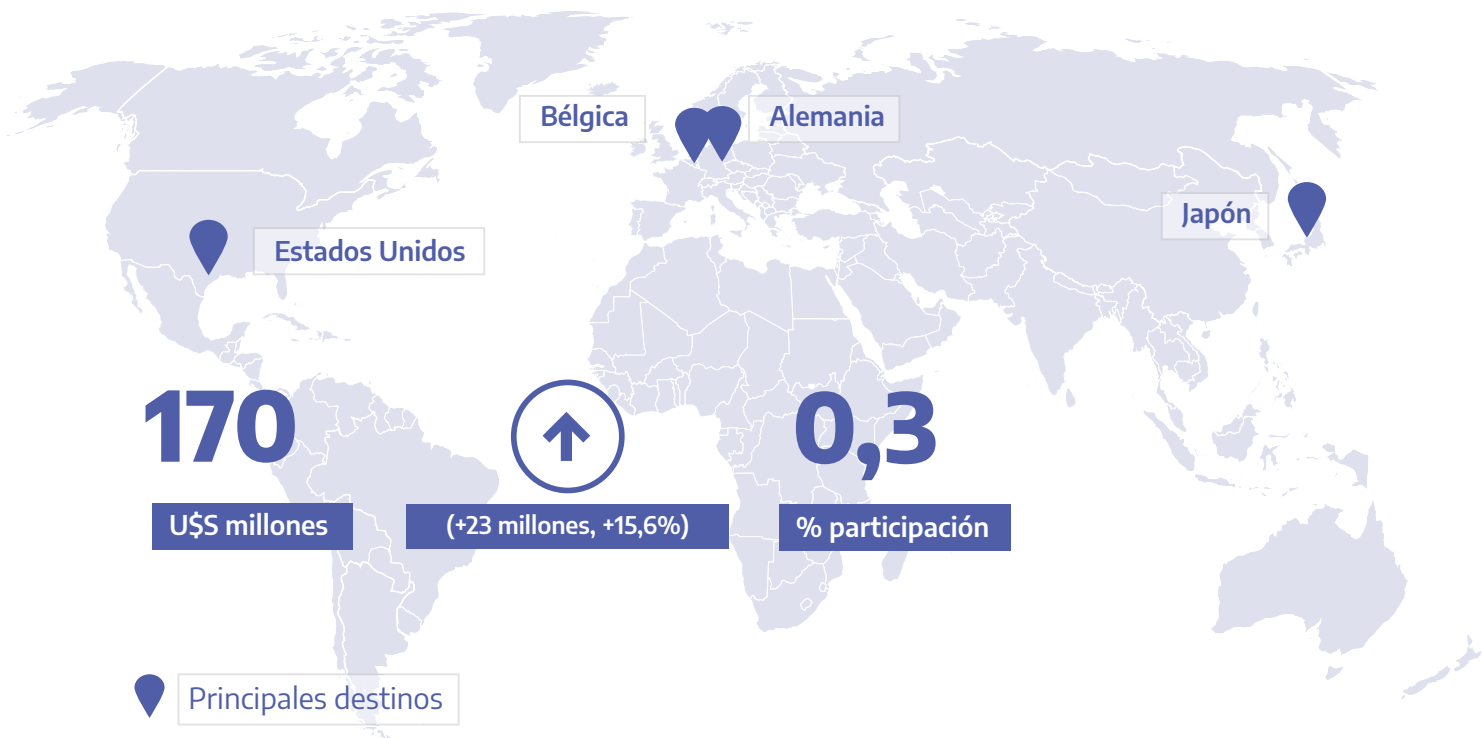 Bélgica
Alemania
Japón
Estados Unidos
170
U$S millones
(+23 millones, +15,6%)
0,3
% participación
Principales destinos